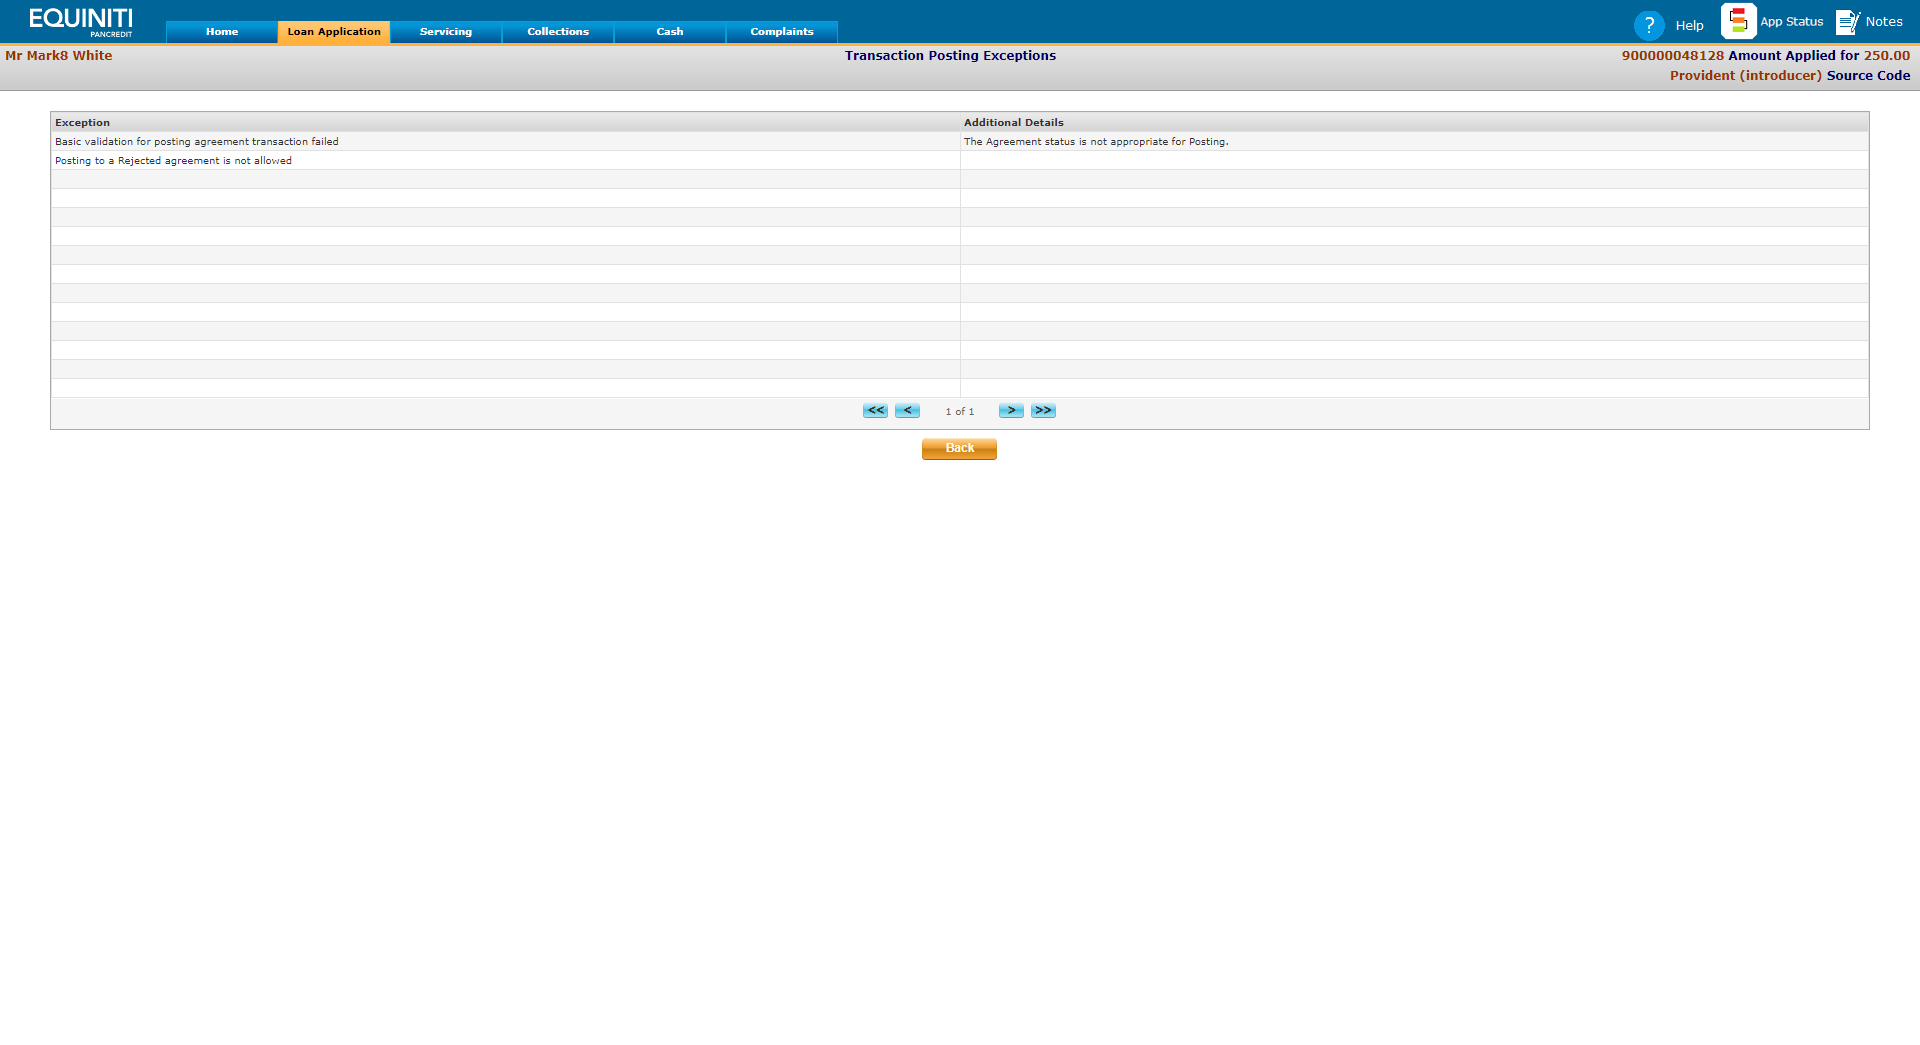 EQUINITI
PANCREDIT
Home
Loan Application
Servicing
Collections
Cash
Complaints
? Help
App Status
Notes
Mr Mark8 White
Transaction Posting Exceptions
900000048128 Amount Applied for 250.00
Provident (introducer) Source Code
Exception
Additional Details
Basic validation for posting agreement transaction failed
The Agreement status is not appropriate for Posting.
Posting to a Rejected agreement is not allowed
<< < 1 of 1 > >>
Back